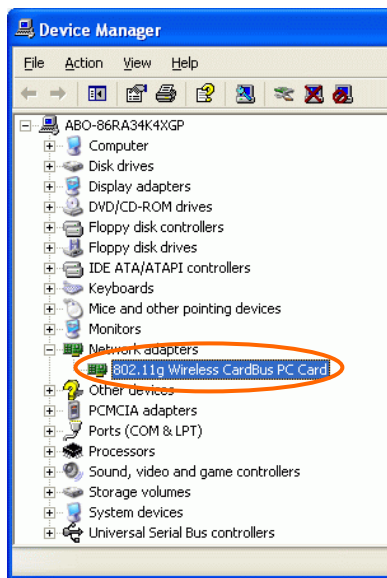 Device Manager
File Action View Help
ABO-86RA34K4XGP
Computer
Disk drives
Display adapters
DVD/CD-ROM drives
Floppy disk controllers
Floppy disk drives
IDE ATA/ATAPI controllers
Keyboards
Mice and other pointing devices
Monitors
Network adapters
802.11g Wireless CardBus PC Card
Other devices
PCMCIA adapters
Ports (COM & LPT)
Processors
Sound, video and game controllers
Storage volumes
System devices
Universal Serial Bus controllers